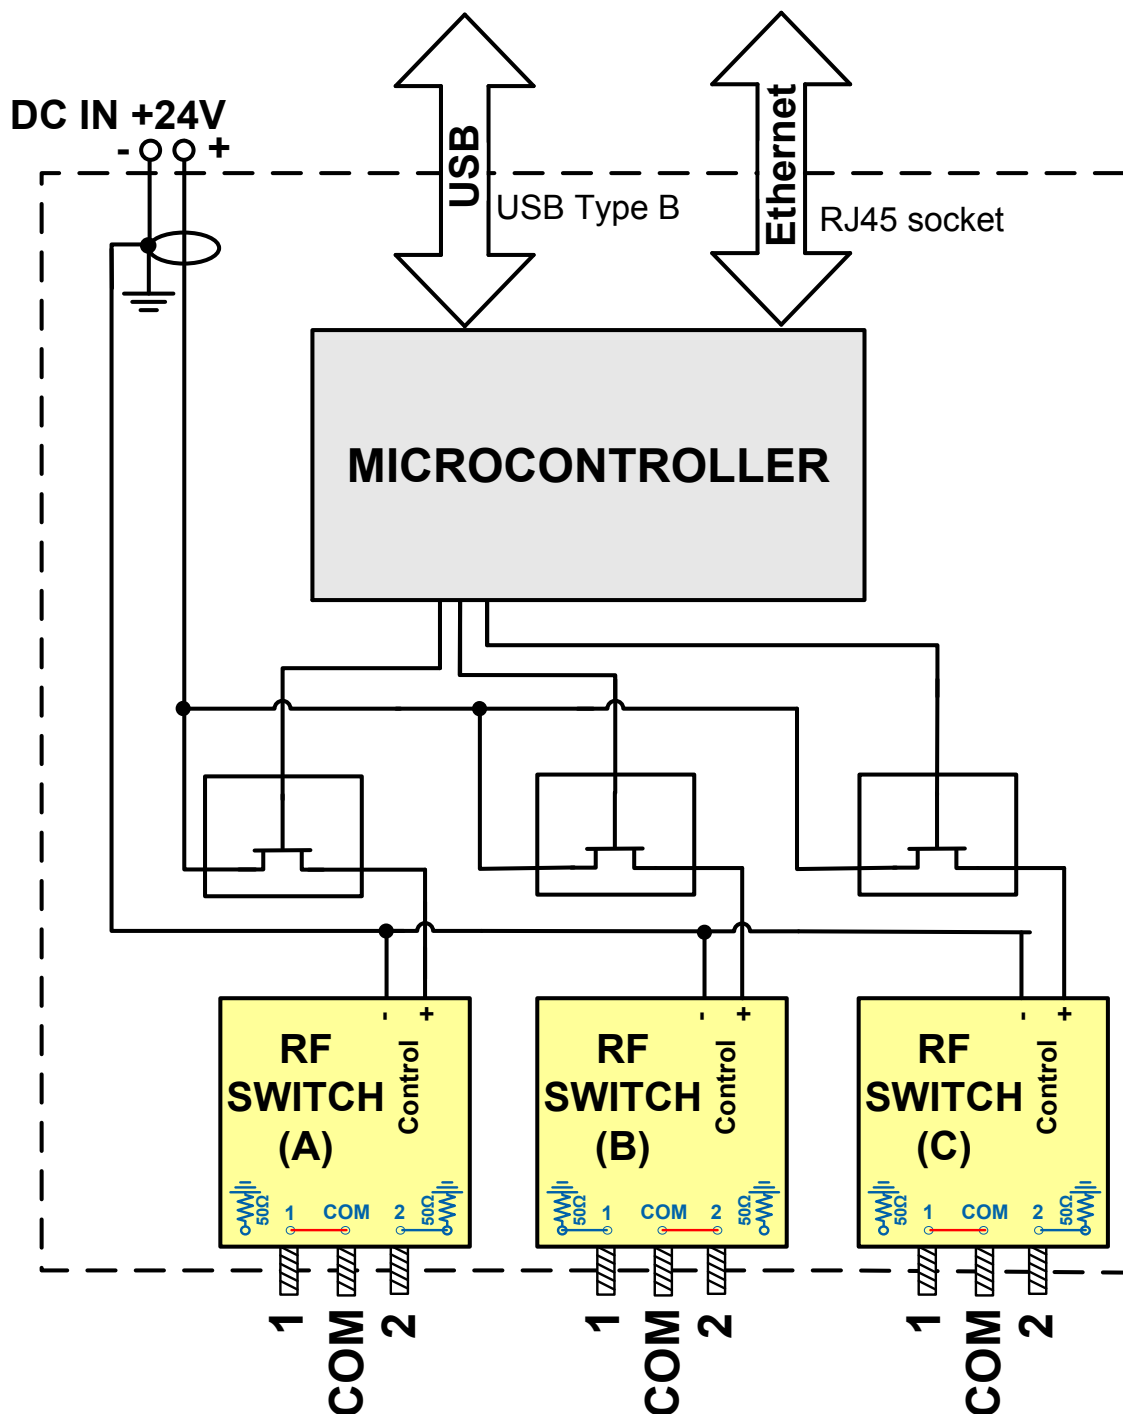 DC IN +24V
- +
USB
USB Type B
Ethernet
RJ45 socket
MICROCONTROLLER
- +
RF
SWITCH
(A)
Control
50Ω
1 COM 2
50Ω
- +
RF
SWITCH
(B)
Control
50Ω
1 COM 2
50Ω
- +
RF
SWITCH
(C)
Control
50Ω
1 COM 2
50Ω
1
COM
2
1
COM
2
1
COM
2